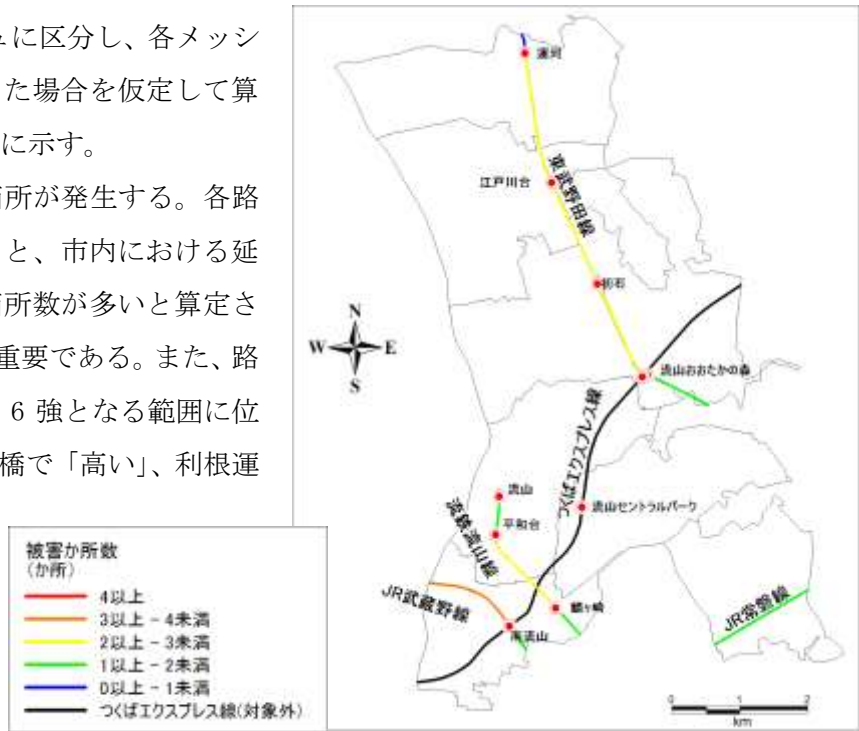 ュに区分し、各メッシ
た場合を仮定して算
に示す。
箇所が発生する。各路
と、市内における延
箇所数が多いと算定さ
重要である。また、路
6 強となる範囲に位
橋で「高い」、利根運
運河
江戸川台
東武野田線
初石
N
W E
S
流山おおたかの森
つくばエクスプレス線
流山
流山セントラルパーク
平和台
流鉄流山線
JR武蔵野線
鰭ヶ崎
南流山
JR常磐線
被害か所数
(か所)
4以上
3以上 - 4未満
2以上 - 3未満
1以上 - 2未満
0以上 - 1未満
つくばエクスプレス線(対象外)
0 1 2
km